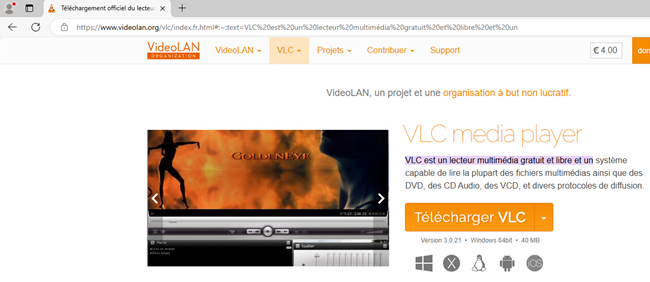 Téléchargement officiel du lecteu
https://www.videolan.org/vlc/index.fr.html#:~:text=VLC%20est%20un%20lecteur%20multimédia%20gratuit%20et%20libre%20et%20un
VideoLAN
ORGANIZATION
VideoLAN VLC Projets Contribuer Support
€ 4.00
don
VideoLAN, un projet et une organisation à but non lucratif.
GOLDENEYE
VLC media player
VLC est un lecteur multimédia gratuit et libre et un système
capable de lire la plupart des fichiers multimédias ainsi que des
DVD, des CD Audio, des VCD, et divers protocoles de diffusion.
Télécharger VLC
Version 3.0.21 • Windows 64bit • 40 MB
X
iOS